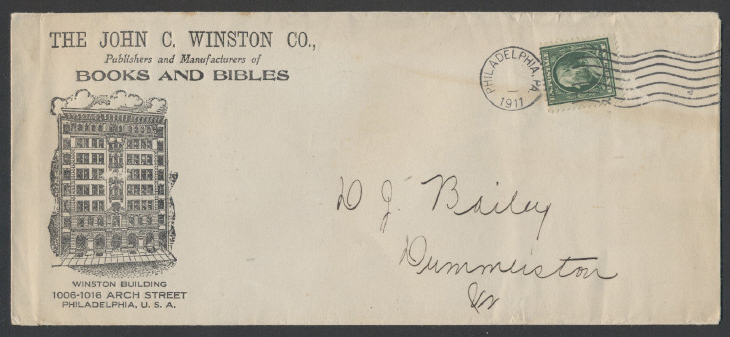 THE JOHN C. WINSTON CO.,
Publishers and Manufacturers of
BOOKS AND BIBLES
PHILADELPHIA, PA.
1911
WINSTON BUILDING
1006-1016 ARCH STREET
PHILADELPHIA, U. S. A.
D J. Bailey
Dummerston
Vt